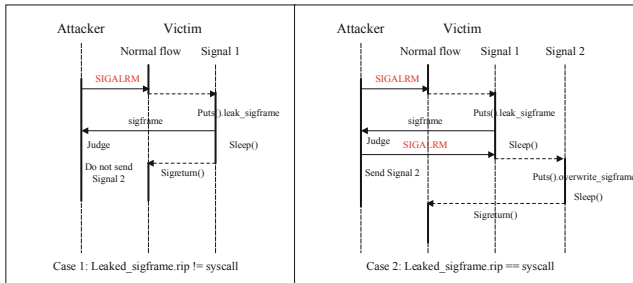 Attacker Victim
Normal flow Signal 1
SIGALRM
Puts().leak_sigframe
sigframe
Judge
Sleep()
Do not send
Signal 2
Sigreturn()
Case 1: Leaked_sigframe.rip != syscall
Attacker Victim
Normal flow Signal 1 Signal 2
SIGALRM
Puts().leak_sigframe
sigframe
Judge
SIGALRM
Sleep()
Send Signal 2
Puts().overwrite_sigframe
Sleep()
Sigreturn()
Case 2: Leaked_sigframe.rip == syscall